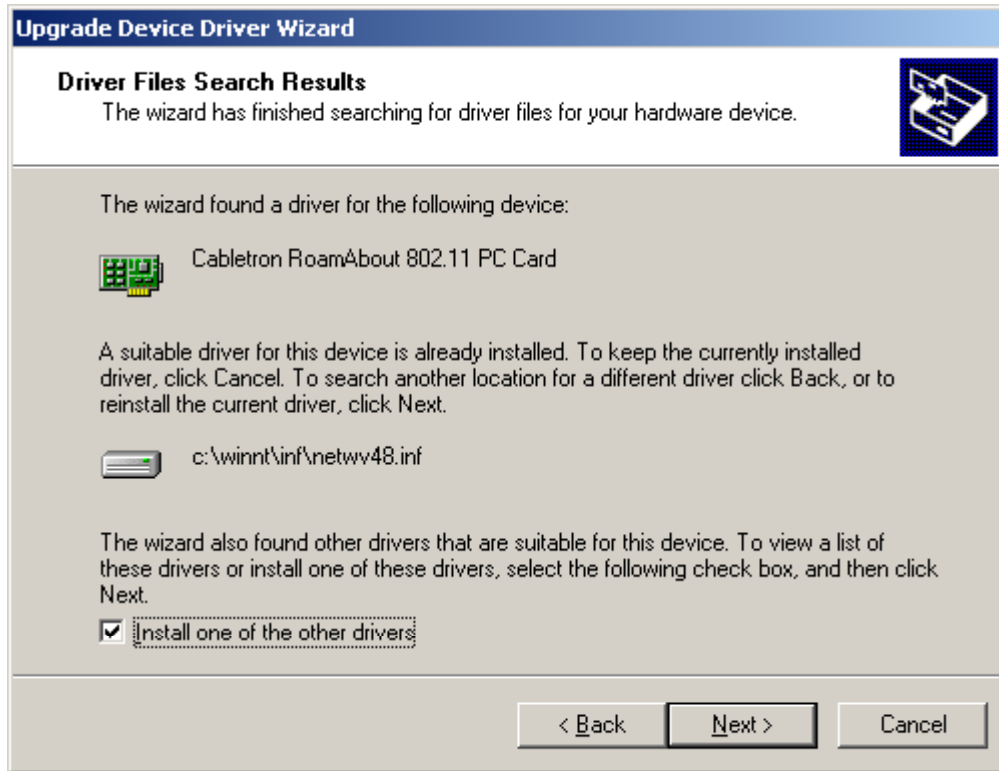 Upgrade Device Driver Wizard
Driver Files Search Results
The wizard has finished searching for driver files for your hardware device.
The wizard found a driver for the following device:
Cabletron RoamAbout 802.11 PC Card
A suitable driver for this device is already installed. To keep the currently installed
driver, click Cancel. To search another location for a different driver click Back, or to
reinstall the current driver, click Next.
c:\winnt\inf\netwv48.inf
The wizard also found other drivers that are suitable for this device. To view a list of
these drivers or install one of these drivers, select the following check box, and then click
Next.
Install one of the other drivers
< Back Next > Cancel